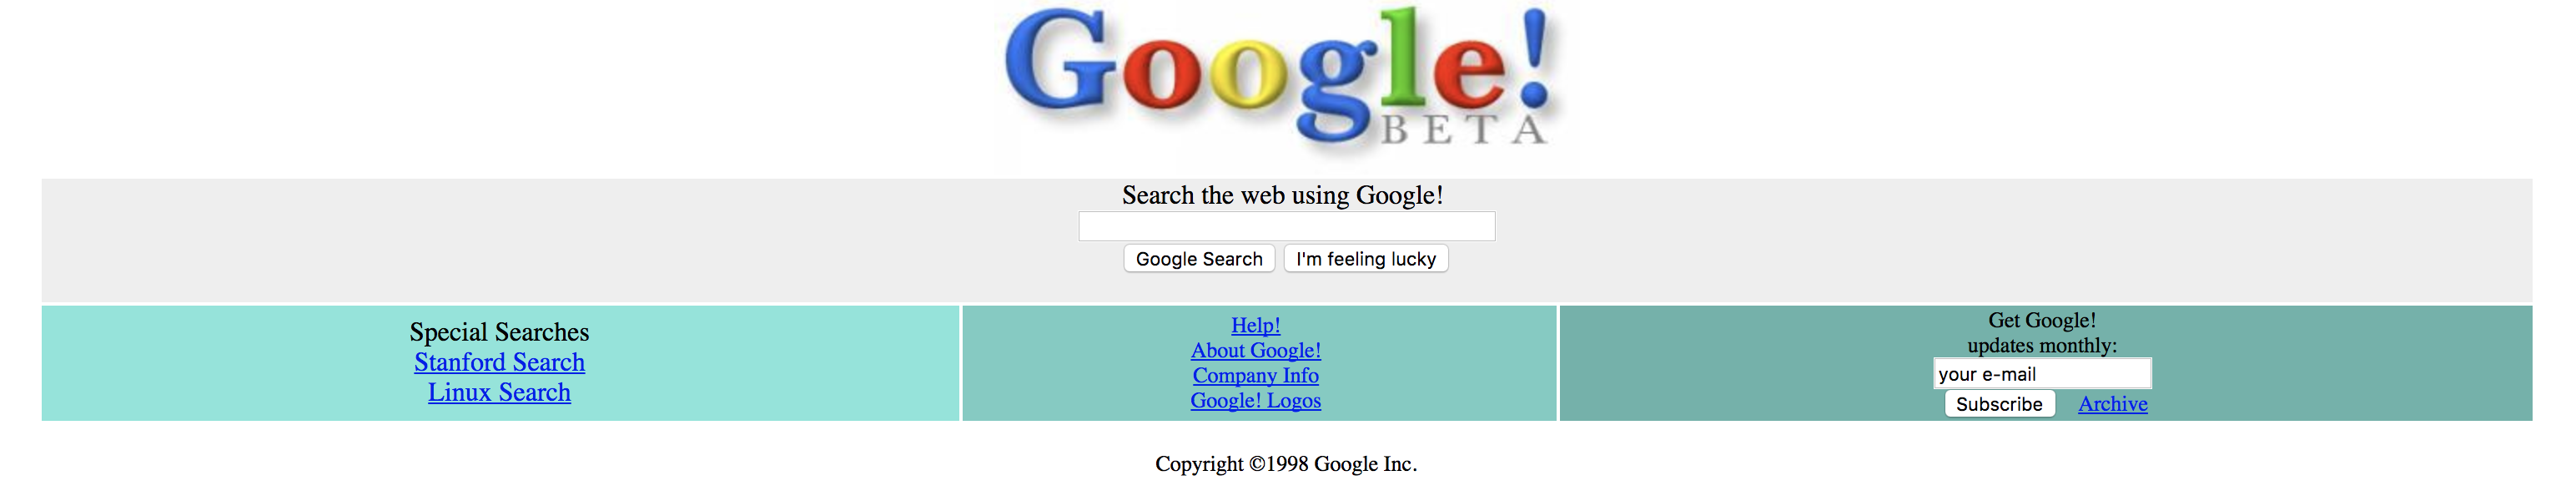 Google!
BETA
Search the web using Google!
Google Search I'm feeling lucky
Special Searches
Stanford Search
Linux Search
Help!
About Google!
Company Info
Google! Logos
Get Google!
updates monthly:
your e-mail
Subscribe Archive
Copyright ©1998 Google Inc.